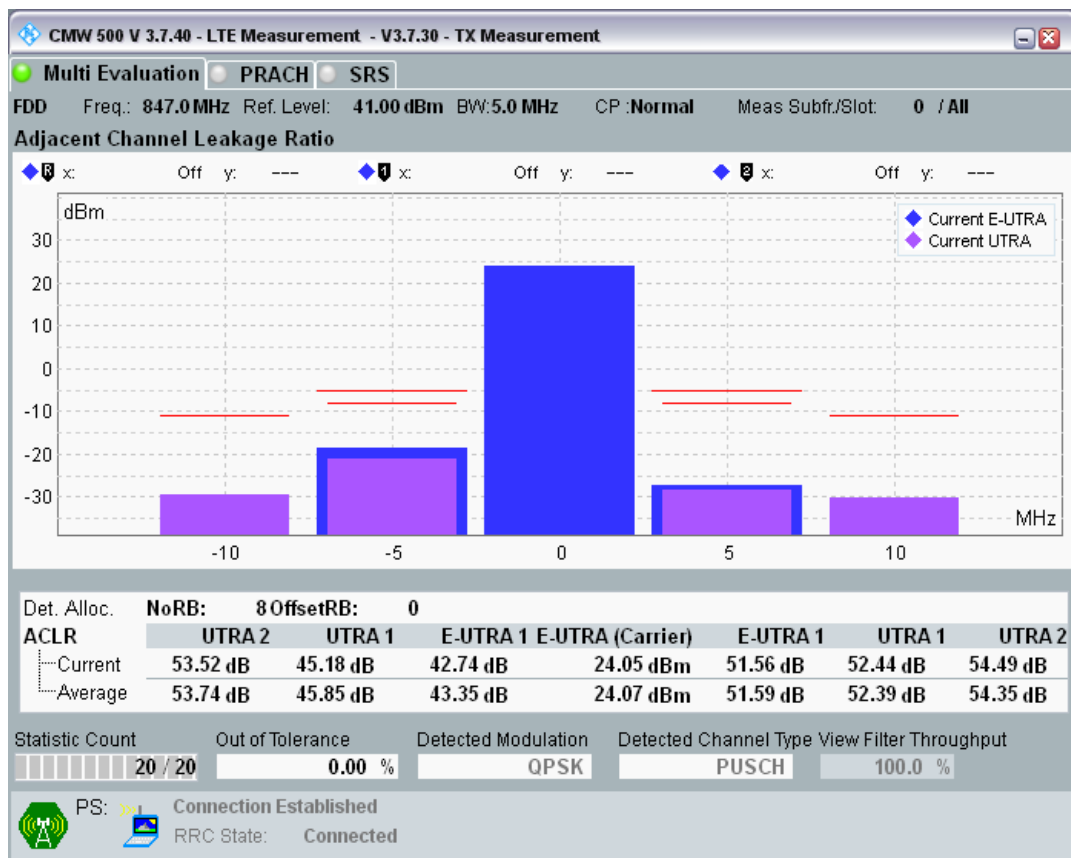 CMW 500 V 3.7.40 - LTE Measurement - V3.7.30 - TX Measurement
Multi Evaluation PRACH SRS
FDD Freq.: 847.0 MHz Ref. Level: 41.00 dBm BW:5.0 MHz CP :Normal Meas Subfr./Slot: 0 / All
Adjacent Channel Leakage Ratio
R x: Off y: --- 1 x: Off y: --- 2 x: Off y: ---
dBm
Current E-UTRA
Current UTRA
30
20
10
0
-10
-20
-30
MHz
-10 -5 0 5 10
Det. Alloc. NoRB: 8 OffsetRB: 0
ACLR UTRA 2 UTRA 1 E-UTRA 1 E-UTRA (Carrier) E-UTRA 1 UTRA 1 UTRA 2
Current 53.52 dB 45.18 dB 42.74 dB 24.05 dBm 51.56 dB 52.44 dB 54.49 dB
Average 53.74 dB 45.85 dB 43.35 dB 24.07 dBm 51.59 dB 52.39 dB 54.35 dB
Statistic Count Out of Tolerance Detected Modulation Detected Channel Type View Filter Throughput
20 / 20 0.00 % QPSK PUSCH 100.0 %
PS: Connection Established
RRC State: Connected